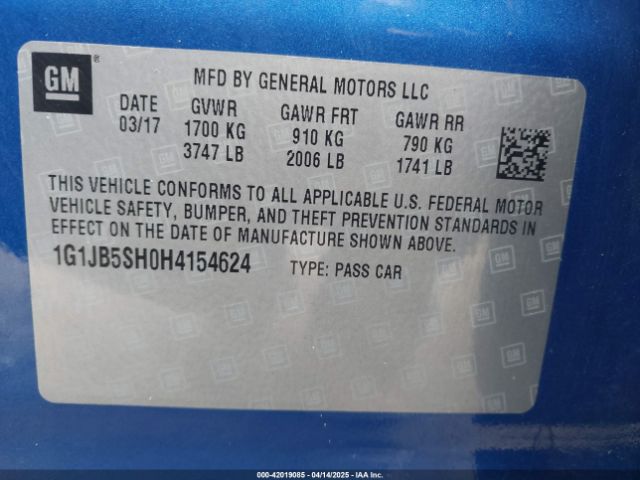 GM ®
MFD BY GENERAL MOTORS LLC
DATE GVWR GAWR FRT GAWR RR
03/17 1700 KG 910 KG 790 KG
3747 LB 2006 LB 1741 LB
THIS VEHICLE CONFORMS TO ALL APPLICABLE U.S. FEDERAL MOTOR
VEHICLE SAFETY, BUMPER, AND THEFT PREVENTION STANDARDS IN
EFFECT ON THE DATE OF MANUFACTURE SHOWN ABOVE.
1G1JB5SH0H4154624 TYPE: PASS CAR
000-42019085 - 04/14/2025 - IAAI.COM